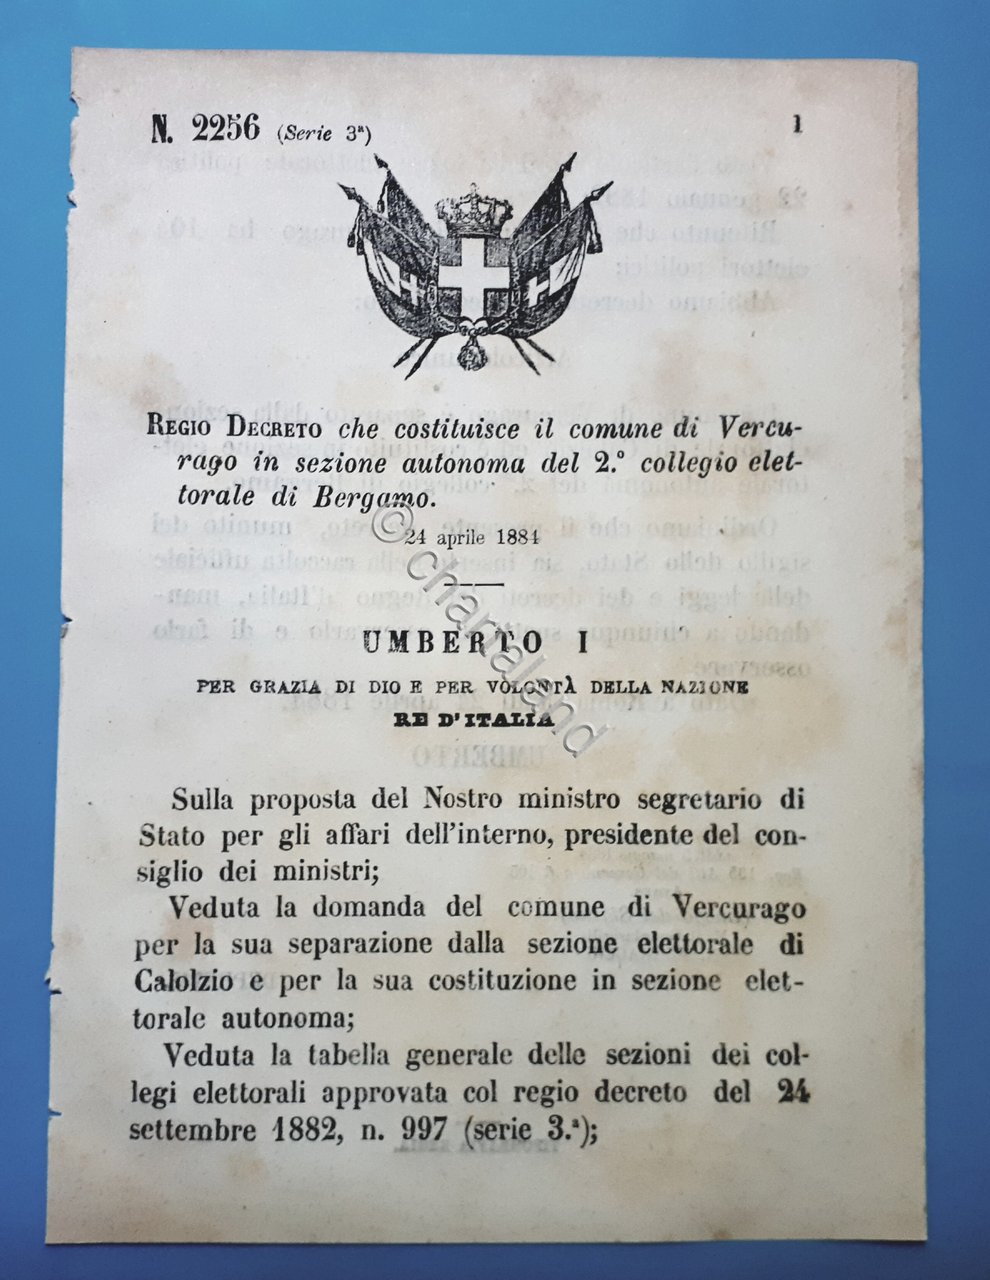 N. 2256 (Serie 3ª)
1
REGIO DECRETO che costituisce il comune di Vercu-
rago in sezione autonoma del 2.° collegio elet-
torale di Bergamo.
24 aprile 1884
UMBERTO I
PER GRAZIA DI DIO E PER VOLONTÀ DELLA NAZIONE
RE D'ITALIA
Sulla proposta del Nostro ministro segretario di
Stato per gli affari dell'interno, presidente del con-
siglio dei ministri;
Veduta la domanda del comune di Vercurago
per la sua separazione dalla sezione elettorale di
Calolzio e per la sua costituzione in sezione elet-
torale autonoma;
Veduta la tabella generale delle sezioni dei col-
legi elettorali approvata col regio decreto del 24
settembre 1882, n. 997 (serie 3.ª);
© chartaland